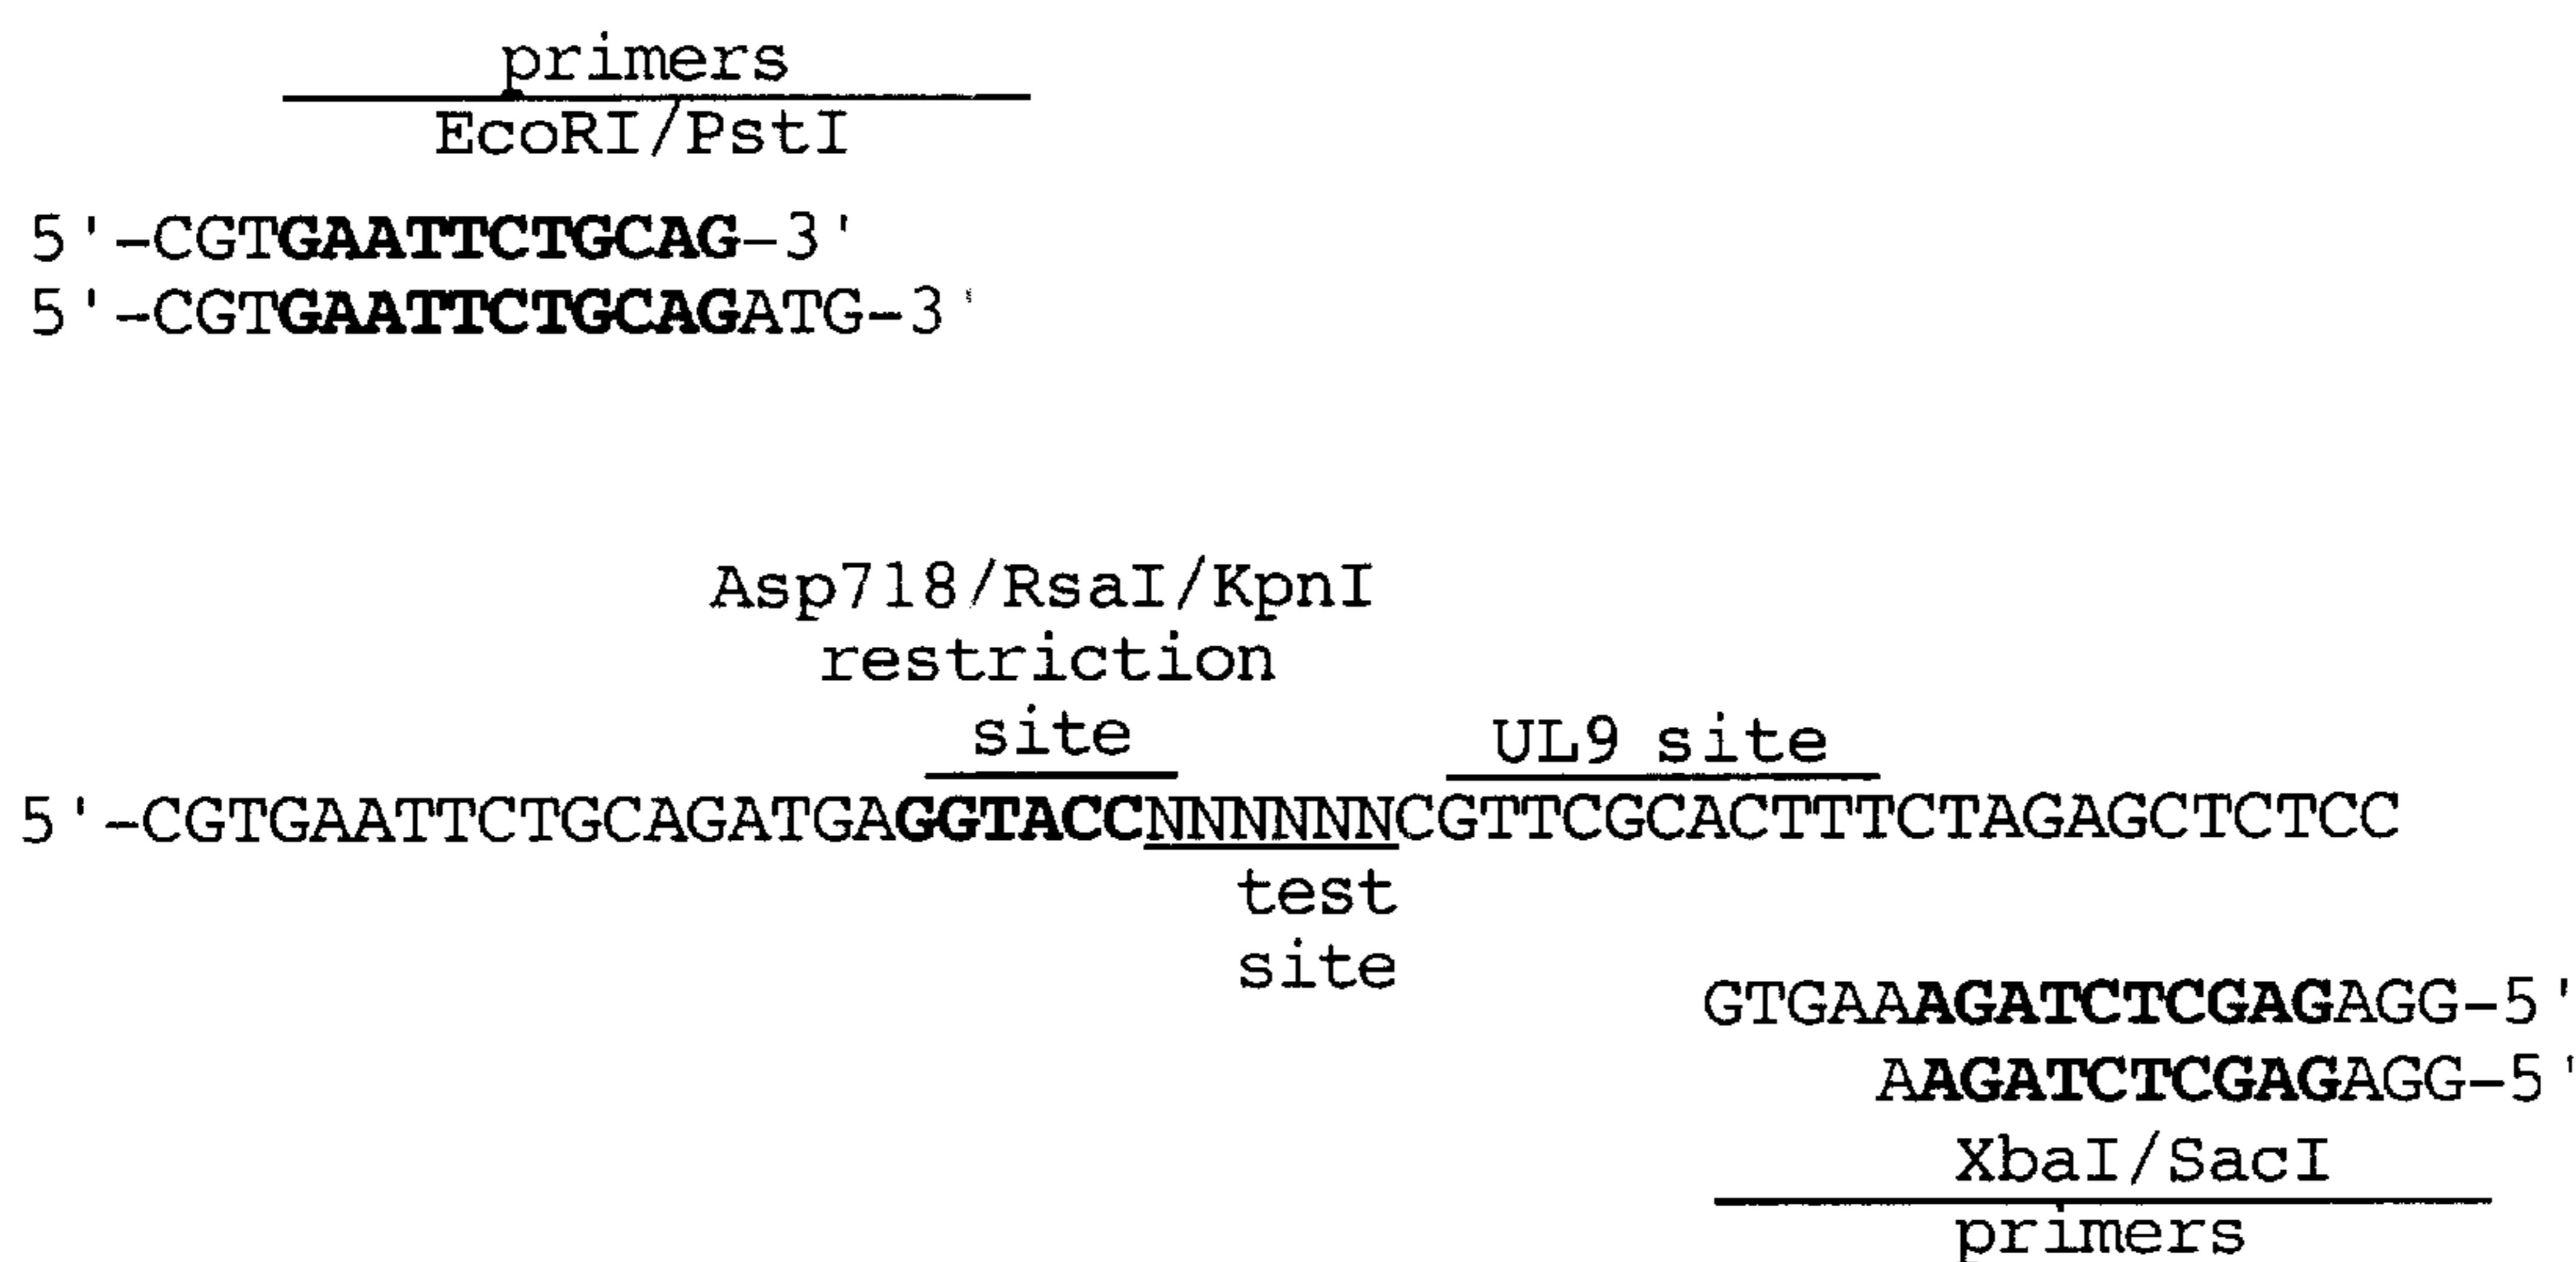 primers
EcoRI/PstI
5'-CGTGAATTCTGCAG-3'
5'-CGTGAATTCTGCAGATG-3'
Asp718/RsaI/KpnI
restriction
site
UL9 site
5'-CGTGAATTCTGCAGATGAGGTACCNNNNNNCGTTCGCACTTTCTAGAGCTCTCC
test
site
GTGAAAGATCTCGAGAGG-5'
AAGATCTCGAGAGG-5'
XbaI/SacI
primers